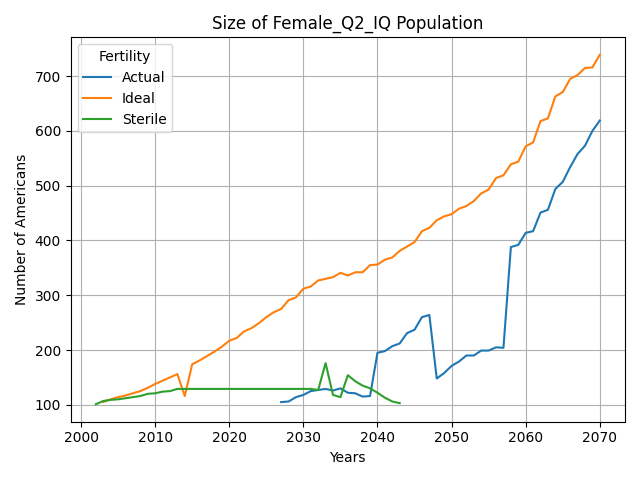 Size of Female_Q2_IQ Population
Fertility
Actual
Ideal
Sterile
Number of Americans
700
600
500
400
300
200
100
2000 2010 2020 2030 2040 2050 2060 2070
Years